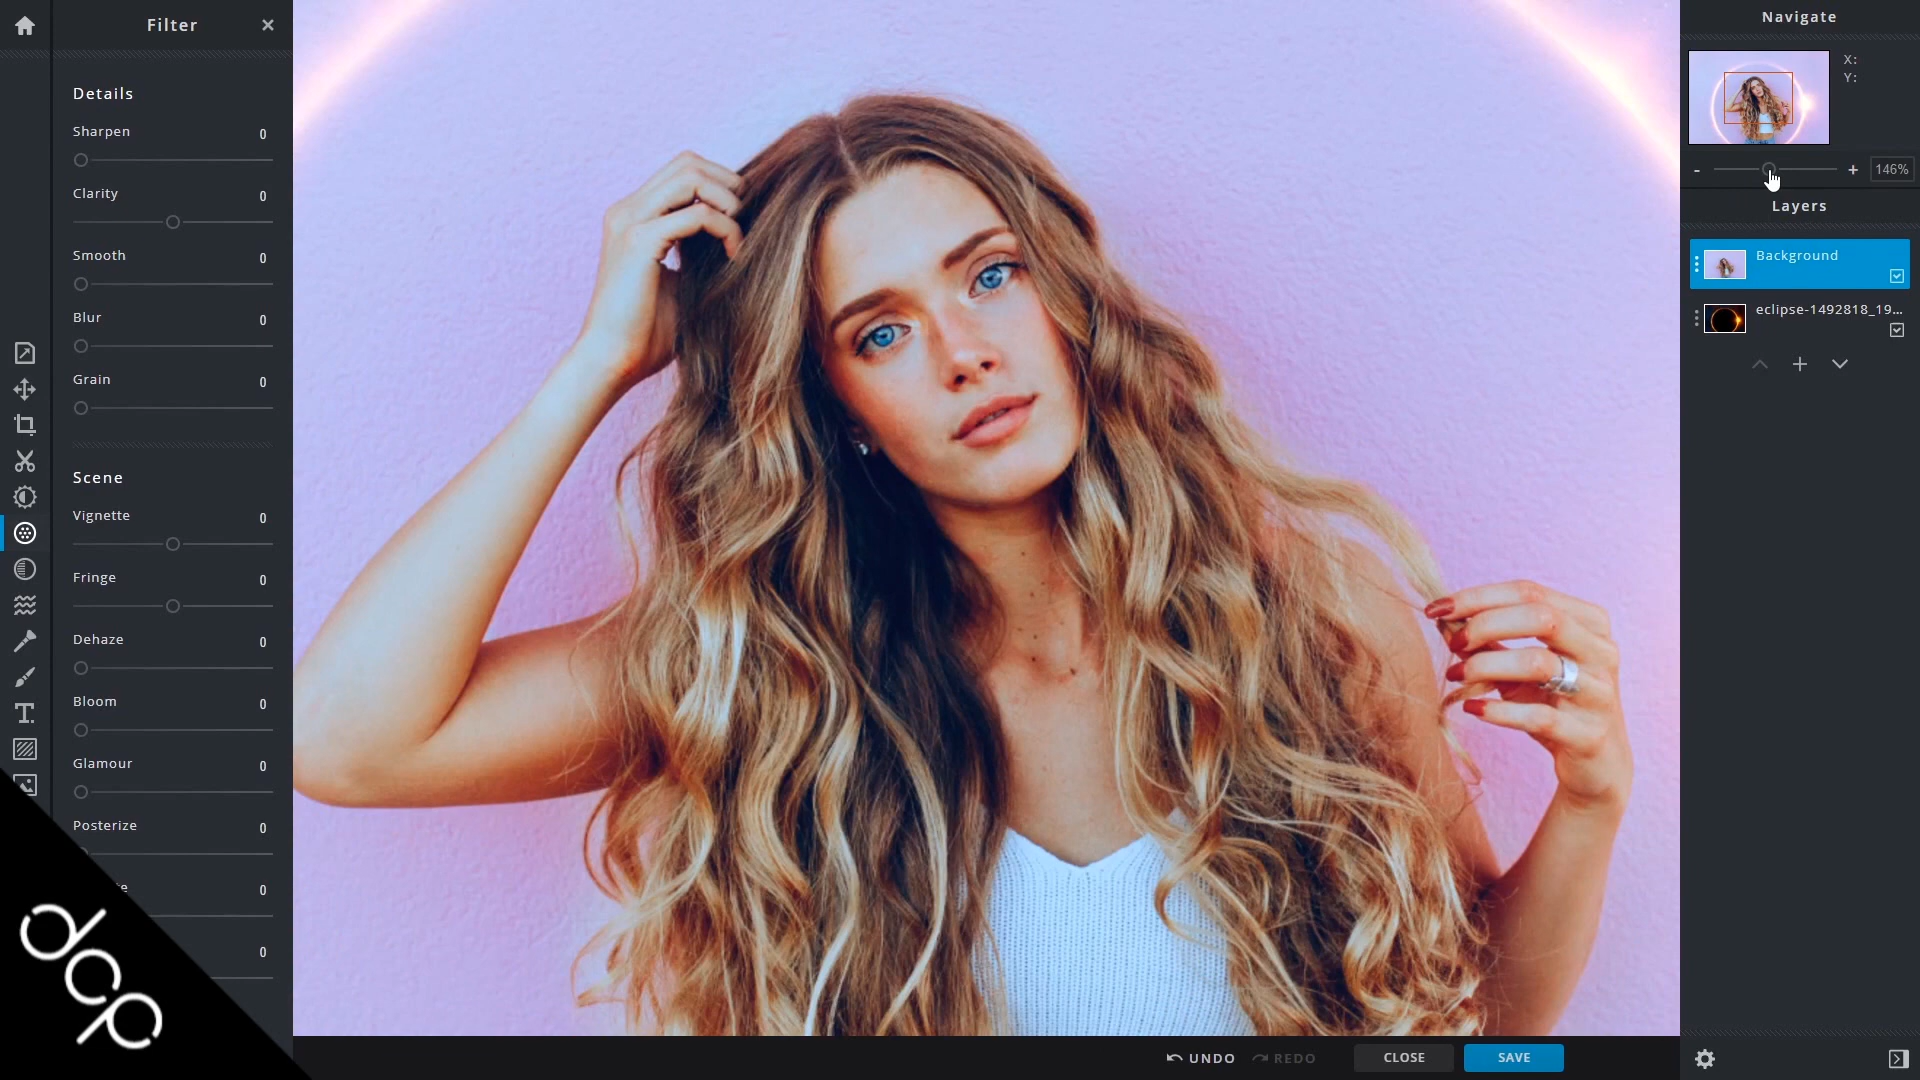 Filter
Details
Sharpen 0
Clarity 0
Smooth 0
Blur 0
Grain 0
Scene
Vignette 0
Fringe 0
Dehaze 0
Bloom 0
Glamour 0
Posterize 0
0
0
UNDO REDO CLOSE SAVE
Navigate
X:
Y:
- + 146%
Layers
Background
eclipse-1492818_19...